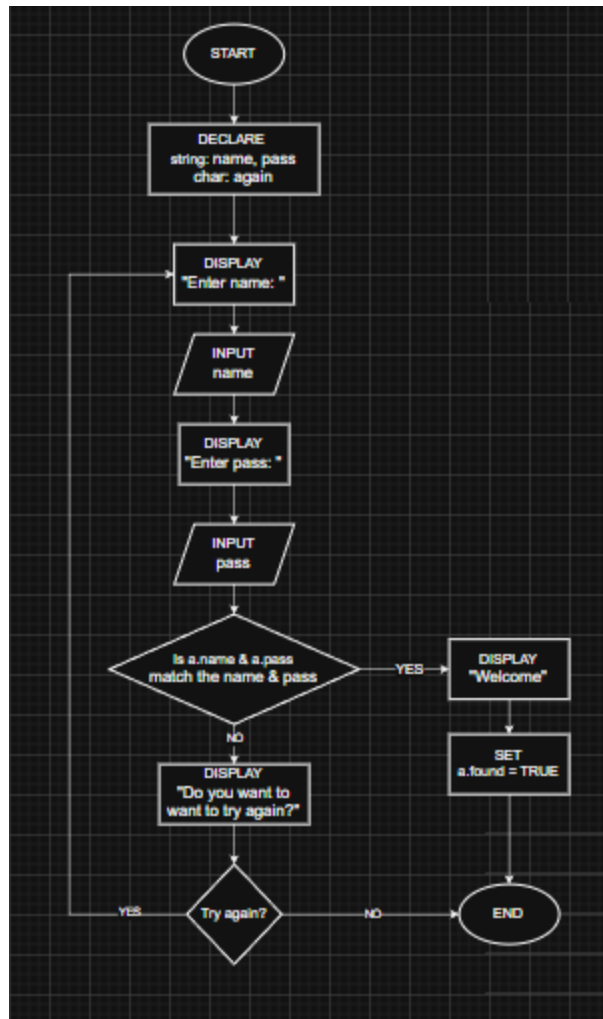 START
DECLARE
string: name, pass
char: again
DISPLAY
"Enter name: "
INPUT
name
DISPLAY
"Enter pass: "
INPUT
pass
Is a.name & a.pass
match the name & pass
YES
DISPLAY
"Welcome"
NO
SET
a.found = TRUE
DISPLAY
"Do you want to
want to try again?"
YES
Try again?
NO
END